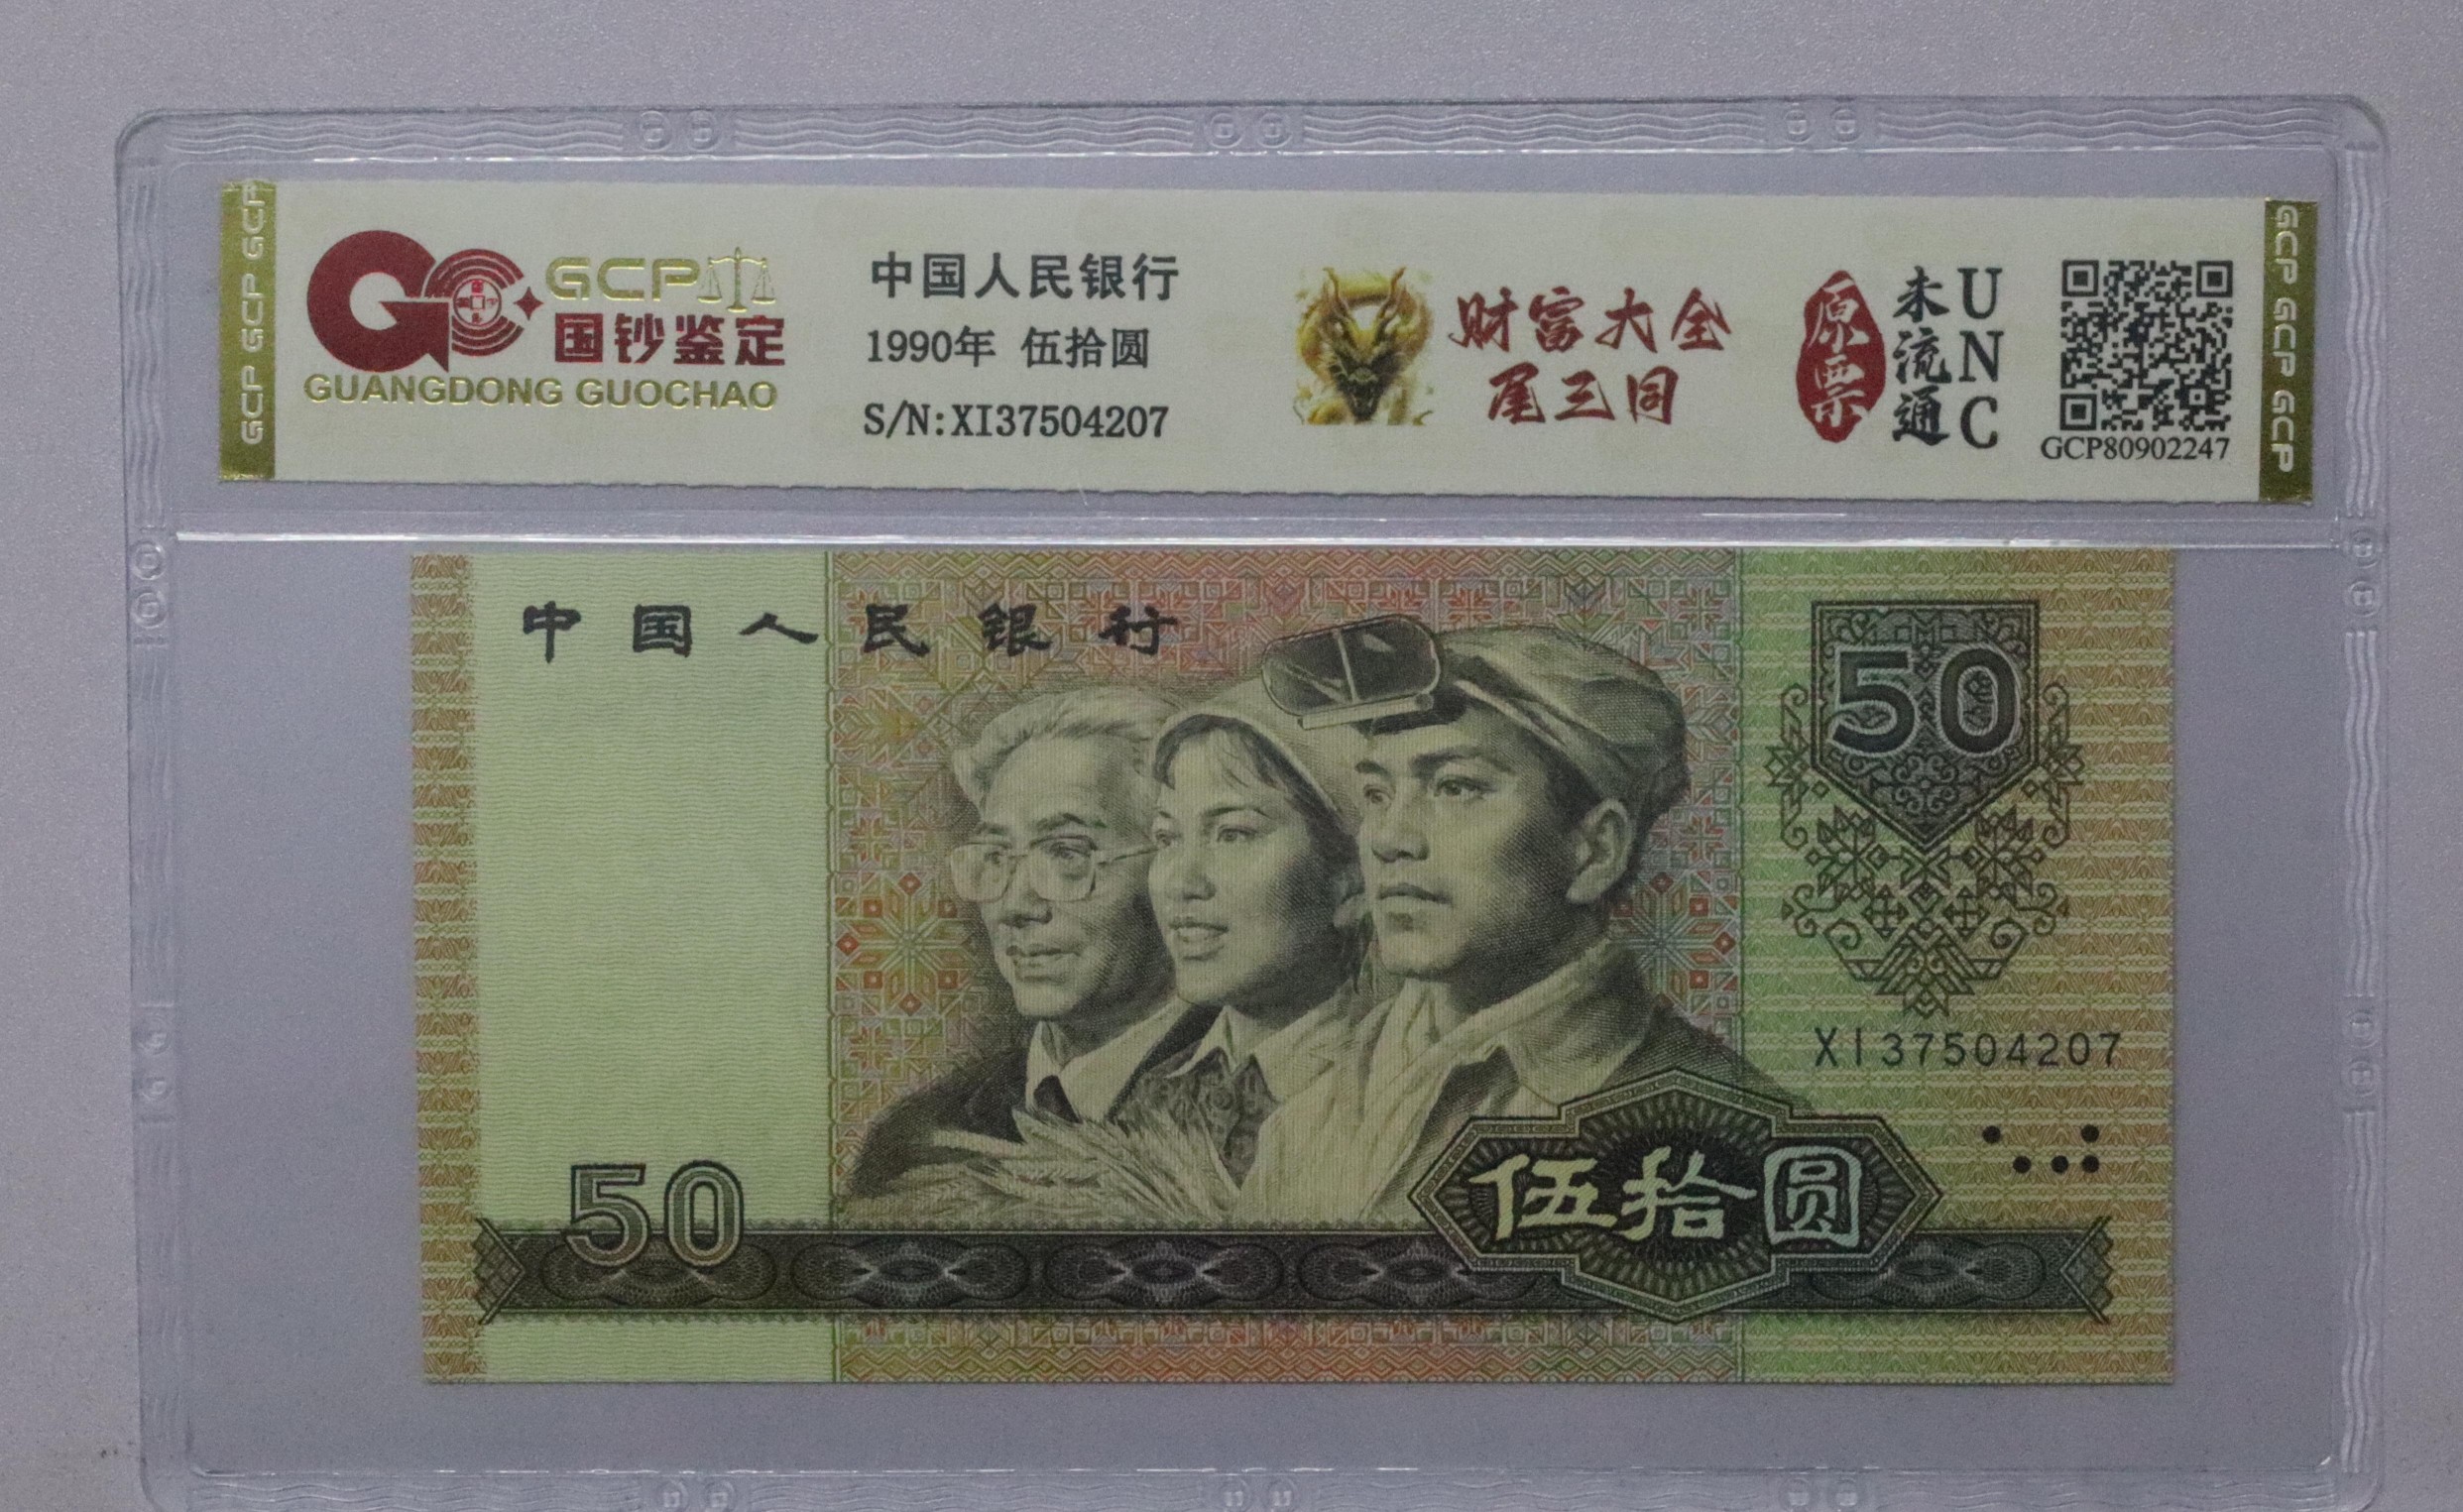 GCP GCP GCP
GCP
国钞鉴定
GUANGDONG GUOCHAO
中国人民银行
1990年 伍拾圆
S/N:XI37504207
财富大全
尾三同
原票
未流通
UNC
GCP80902247
GCP GCP GCP
中国人民银行
50
XI37504207
50
伍拾圆